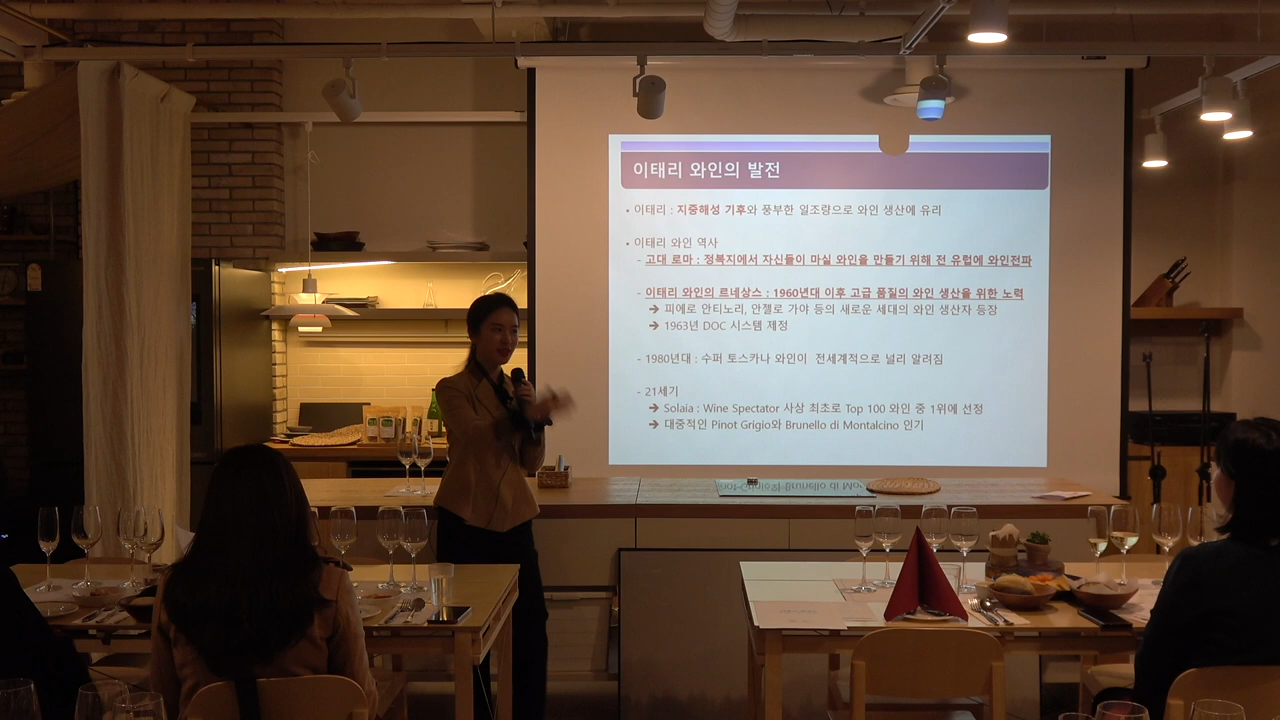 이태리 와인의 발전
• 이태리 : 지중해성 기후와 풍부한 일조량으로 와인 생산에 유리
• 이태리 와인 역사
- 고대 로마 : 정복지에서 자신들이 마실 와인을 만들기 위해 전 유럽에 와인전파
- 이태리 와인의 르네상스 : 1960년대 이후 고급 품질의 와인 생산을 위한 노력
➔ 피에로 안티노리, 안젤로 가야 등의 새로운 세대의 와인 생산자 등장
➔ 1963년 DOC 시스템 제정
- 1980년대 : 수퍼 토스카나 와인이 전세계적으로 널리 알려짐
- 21세기
➔ Solaia : Wine Spectator 사상 최초로 Top 100 와인 중 1위에 선정
➔ 대중적인 Pinot Grigio와 Brunello di Montalcino 인기